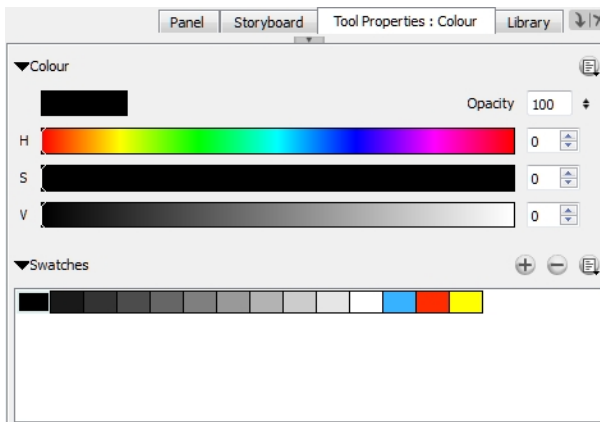 Panel Storyboard Tool Properties : Colour Library
Colour
Opacity 100
H 0
S 0
V 0
Swatches